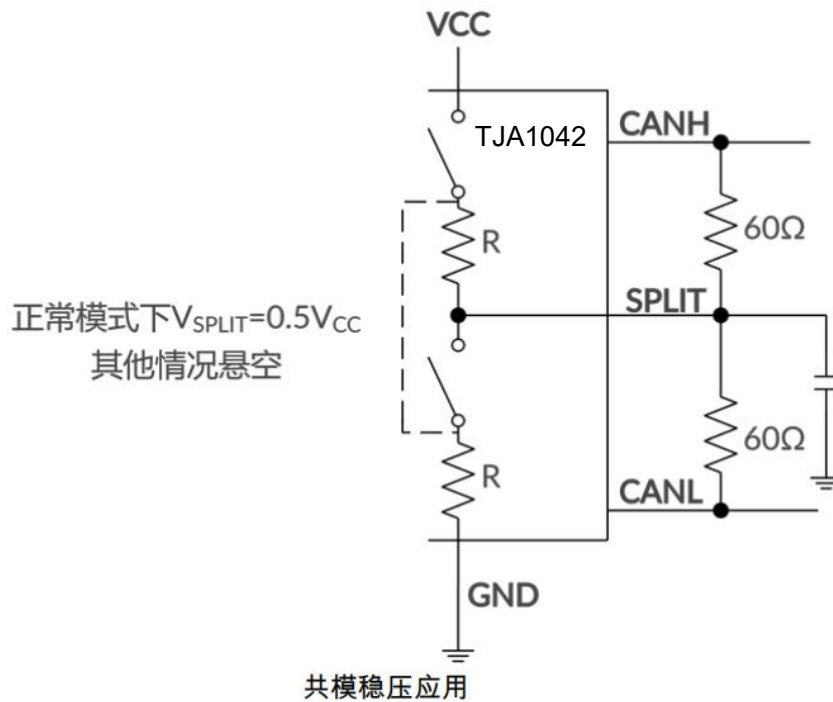 VCC
TJA1042
CANH
R
60Ω
SPLIT
正常模式下VSPLIT=0.5VCC
其他情况悬空
R
60Ω
CANL
GND
共模稳压应用